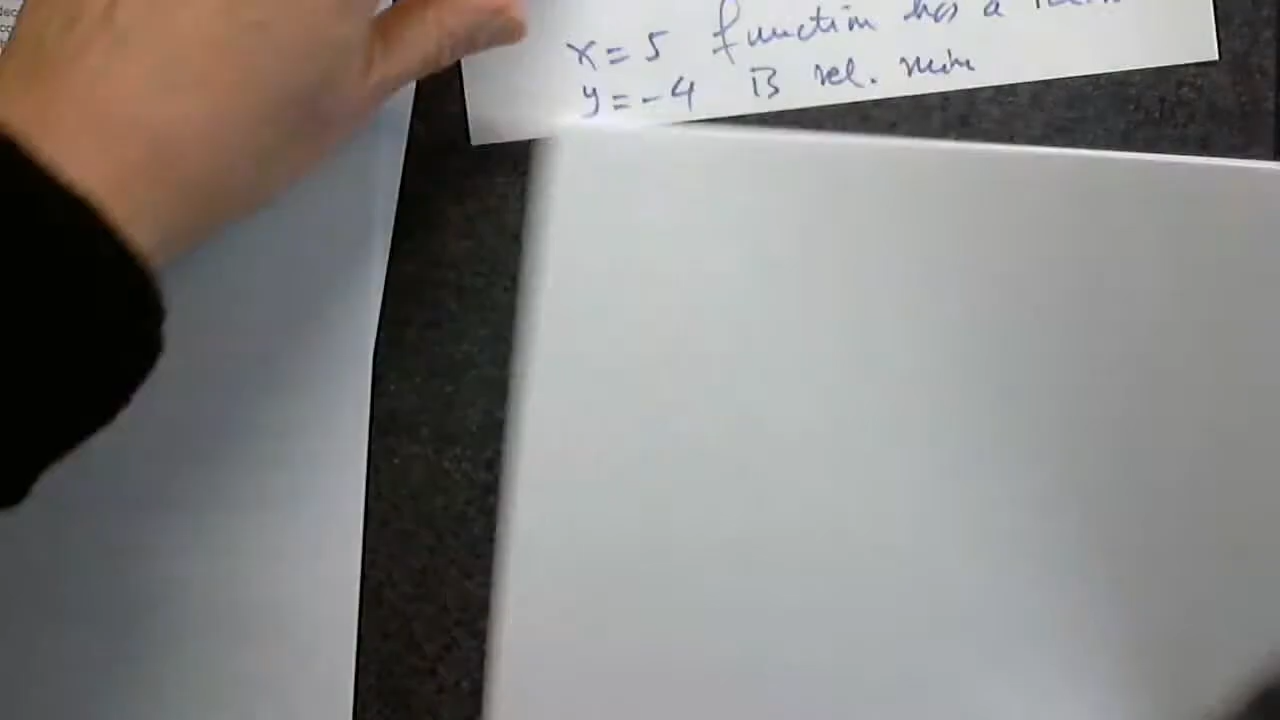 x = 5 function has a
y = -4 is rel. min